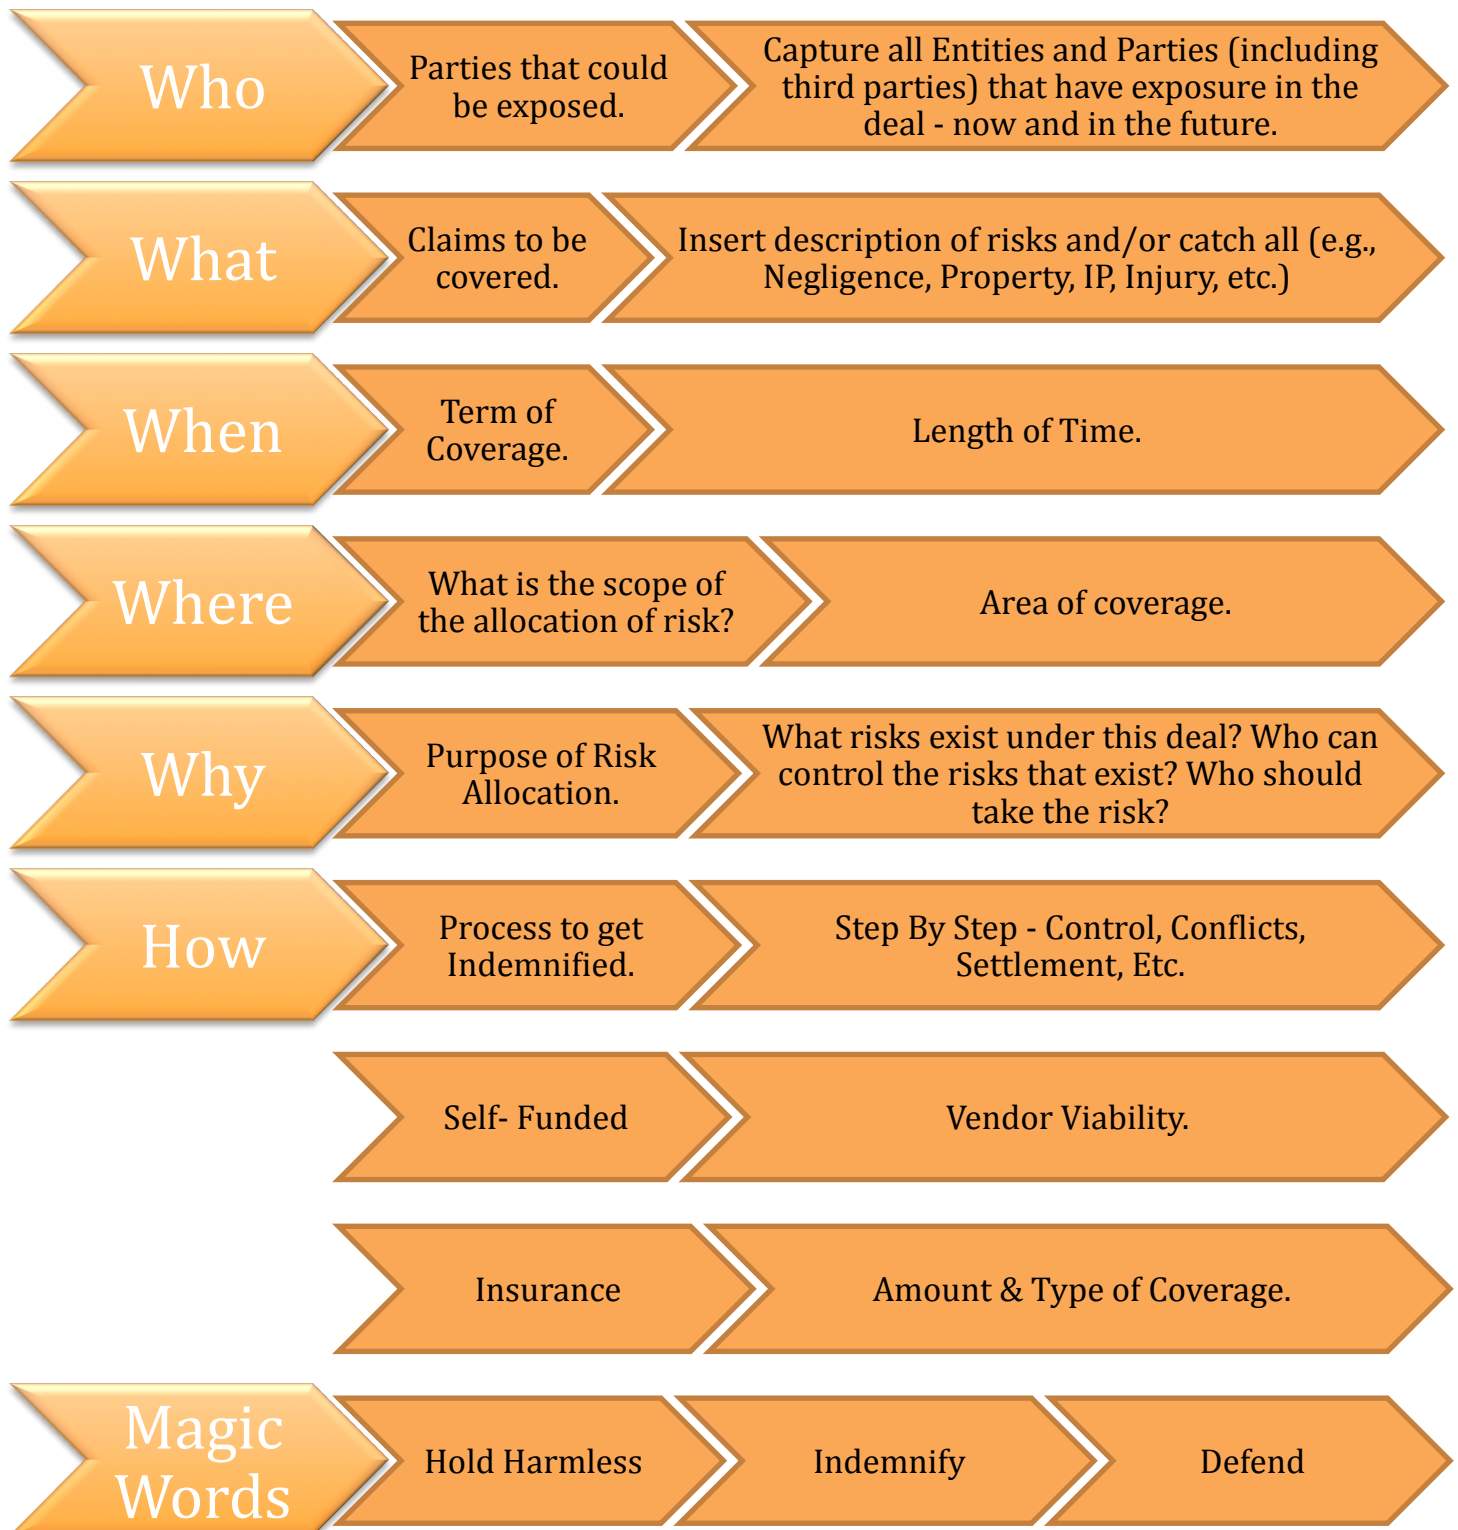 Who
Parties that could
be exposed.
Capture all Entities and Parties (including
third parties) that have exposure in the
deal - now and in the future.
What
Claims to be
covered.
Insert description of risks and/or catch all (e.g.,
Negligence, Property, IP, Injury, etc.)
When
Term of
Coverage.
Length of Time.
Where
What is the scope of
the allocation of risk?
Area of coverage.
Why
Purpose of Risk
Allocation.
What risks exist under this deal? Who can
control the risks that exist? Who should
take the risk?
How
Process to get
Indemnified.
Step By Step - Control, Conflicts,
Settlement, Etc.
Self- Funded
Vendor Viability.
Insurance
Amount & Type of Coverage.
Magic
Words
Hold Harmless
Indemnify
Defend